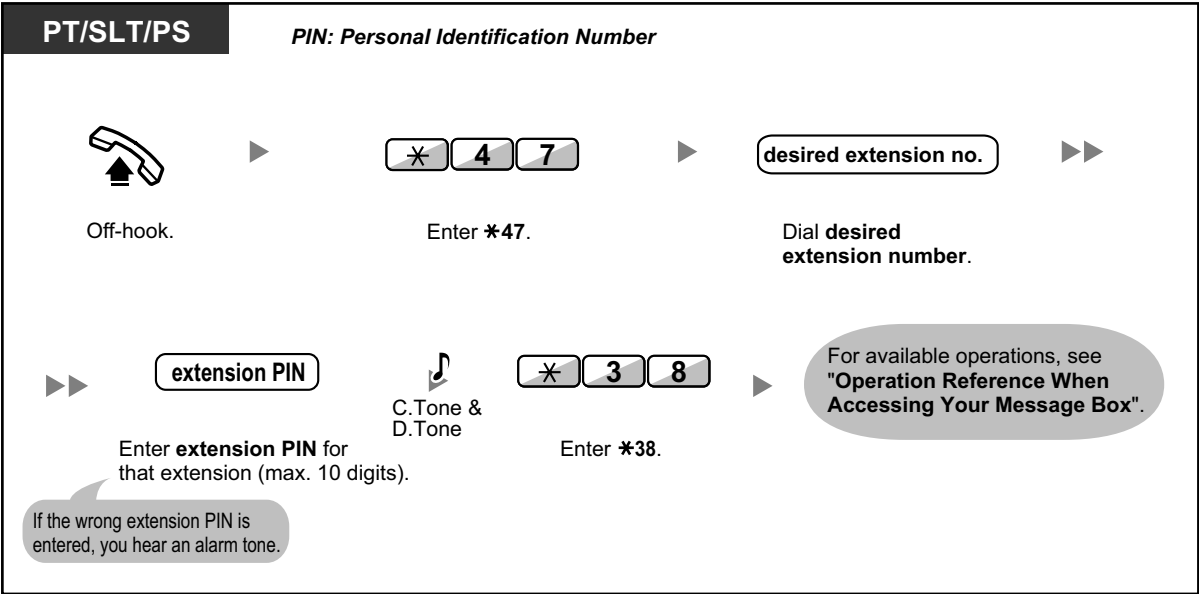 PT/SLT/PS
PIN: Personal Identification Number
* 4 7
desired extension no.
Off-hook.
Enter *47.
Dial desired
extension number.
extension PIN
C.Tone &
D.Tone
* 3 8
For available operations, see
"Operation Reference When
Accessing Your Message Box".
Enter extension PIN for
that extension (max. 10 digits).
Enter *38.
If the wrong extension PIN is
entered, you hear an alarm tone.